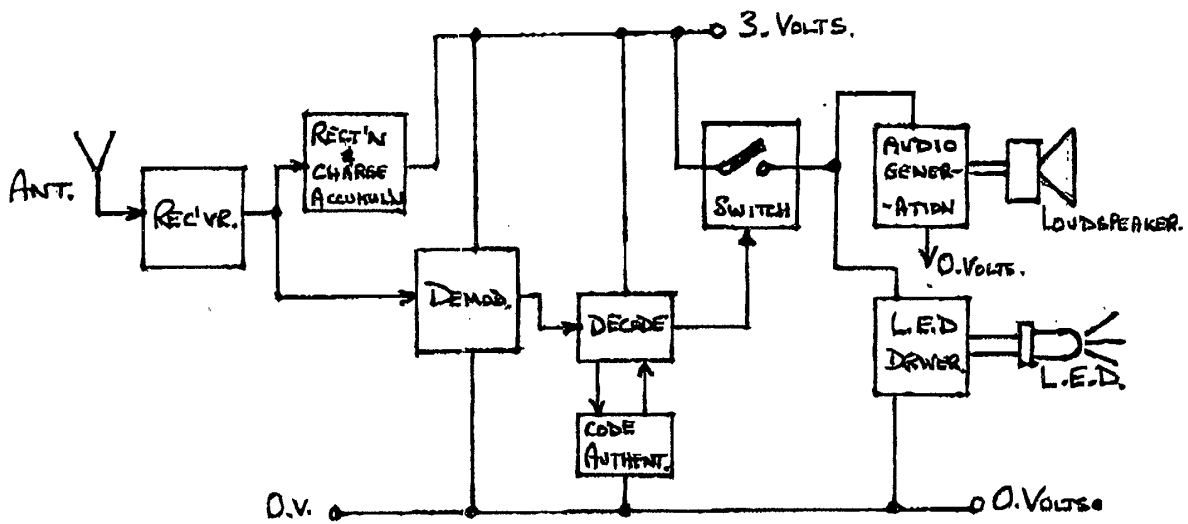 3. VOLTS.
ANT.
REC'VR.
RECT'N
&
CHARGE
ACCUMUL'N
SWITCH
AUDIO
GENER-
-ATION
LOUDSPEAKER.
O.VOLTS.
DEMOD.
DECODE
L.E.D
DRIVER.
L.E.D.
CODE
AUTHENT.
O.V.
O.VOLTS.